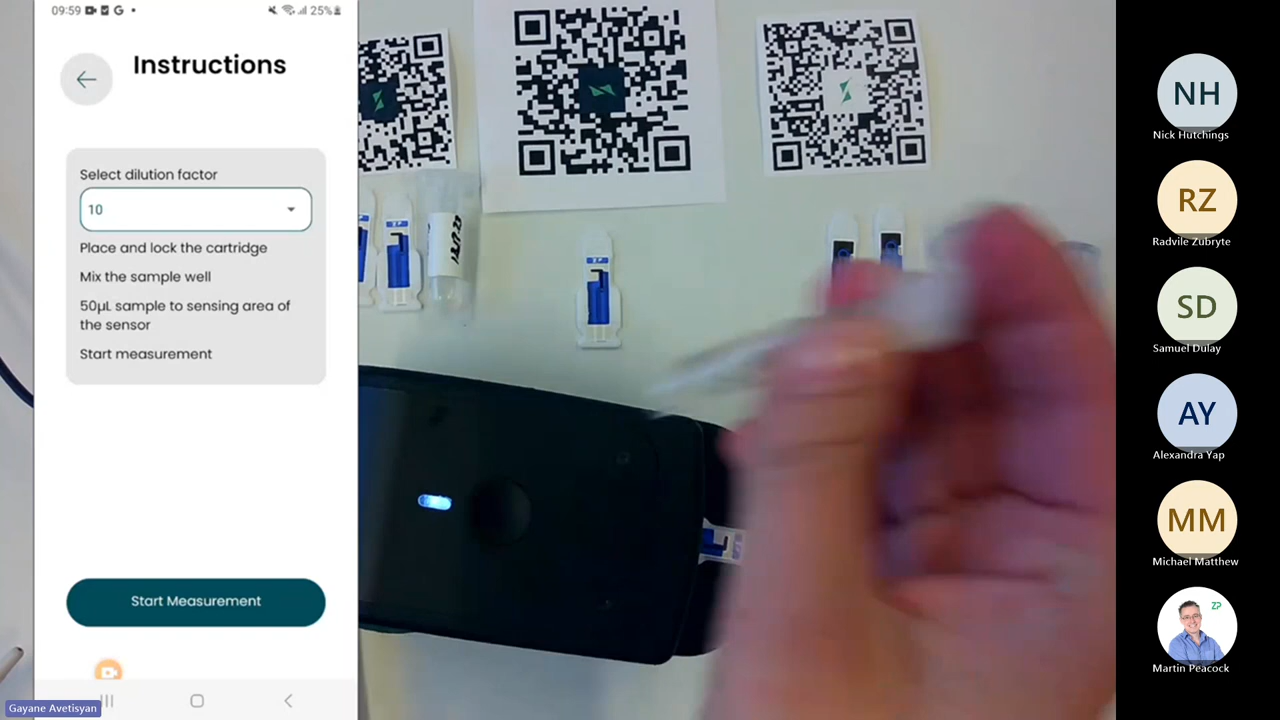 09:59
25%
Instructions
Select dilution factor
10
Place and lock the cartridge
Mix the sample well
50µL sample to sensing area of
the sensor
Start measurement
Start Measurement
Gayane Avetisyan
ZP
NH
Nick Hutchings
RZ
Radvile Zubryte
SD
Samuel Dulay
AY
Alexandra Yap
MM
Michael Matthew
ZP
Martin Peacock